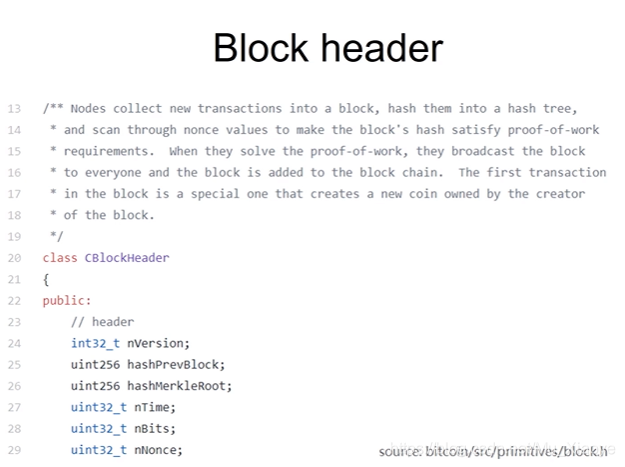 Block header
13 /** Nodes collect new transactions into a block, hash them into a hash tree,
14 * and scan through nonce values to make the block's hash satisfy proof-of-work
15 * requirements. When they solve the proof-of-work, they broadcast the block
16 * to everyone and the block is added to the block chain. The first transaction
17 * in the block is a special one that creates a new coin owned by the creator
18 * of the block.
19 */
20 class CBlockHeader
21 {
22 public:
23 // header
24 int32_t nVersion;
25 uint256 hashPrevBlock;
26 uint256 hashMerkleRoot;
27 uint32_t nTime;
28 uint32_t nBits;
29 uint32_t nNonce;
source: bitcoin/src/primitives/block.h